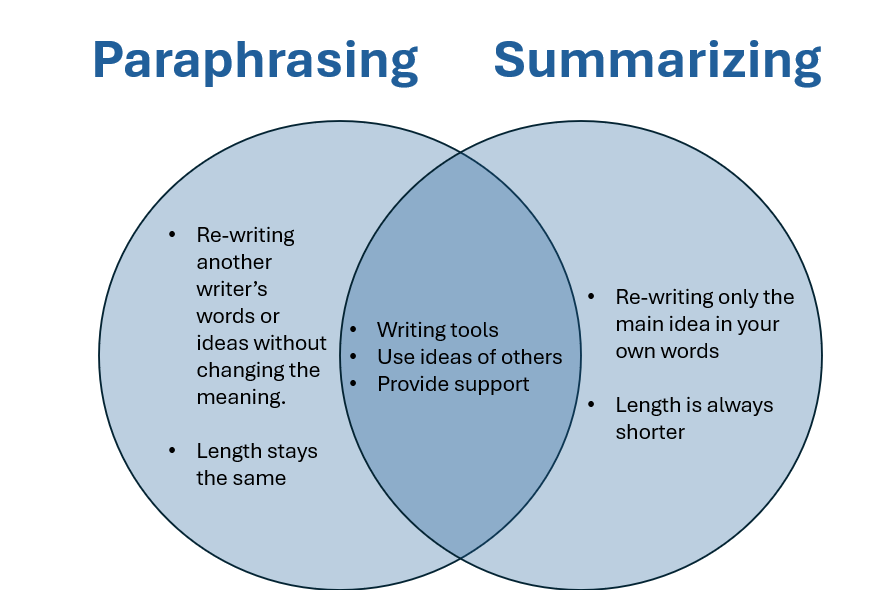 Paraphrasing
Summarizing
• Re-writing
another
writer’s
words or
ideas without
changing the
meaning.
• Length stays
the same
• Writing tools
• Use ideas of others
• Provide support
• Re-writing only the
main idea in your
own words
• Length is always
shorter